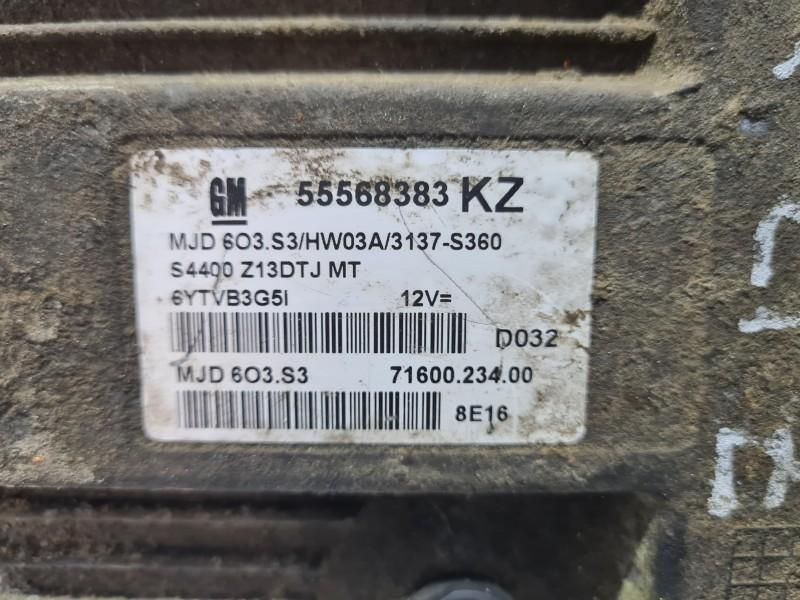 GM 55568383 KZ
MJD 6O3.S3/HW03A/3137-S360
S4400 Z13DTJ MT
6YTVB3G5I 12V=
D032
MJD 6O3.S3 71600.234.00
8E16